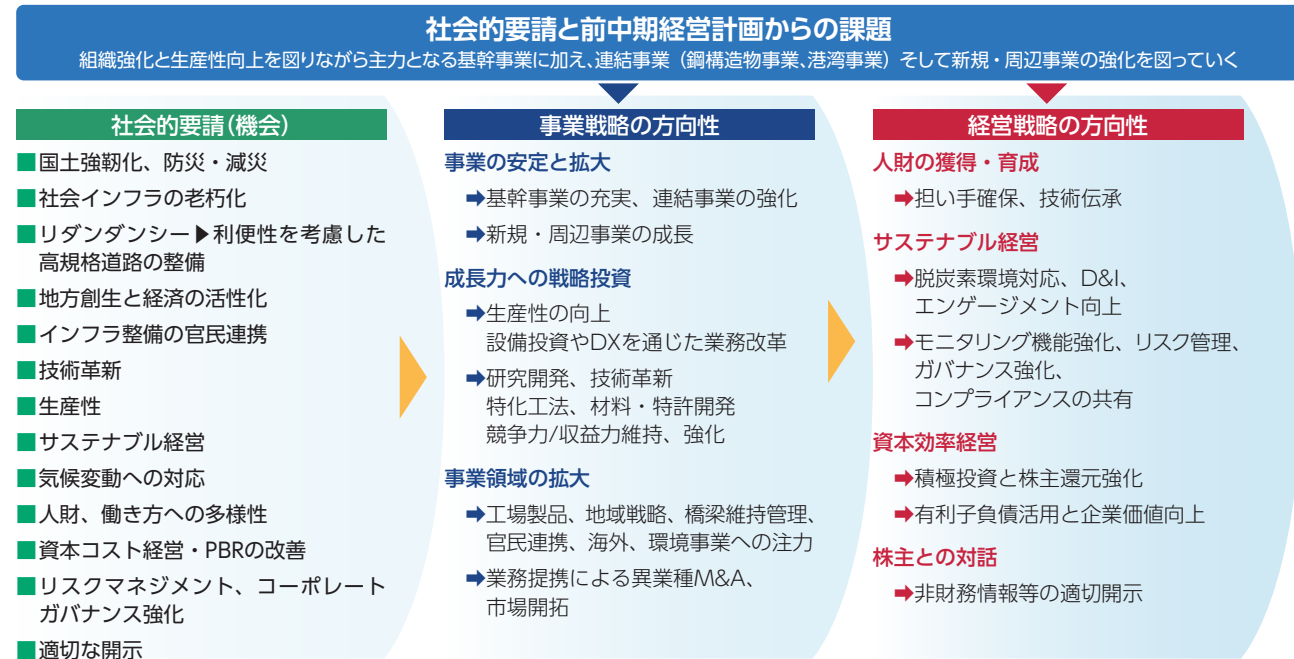 社会的要請と前中期経営計画からの課題
組織強化と生産性向上を図りながら主力となる基幹事業に加え、連結事業（鋼構造物事業、港湾事業）そして新規・周辺事業の強化を図っていく
社会的要請（機会）
■国土強靭化、防災・減災
■社会インフラの老朽化
■リダンダンシー▶利便性を考慮した
高規格道路の整備
■地方創生と経済の活性化
■インフラ整備の官民連携
■技術革新
■生産性
■サステナブル経営
■気候変動への対応
■人財、働き方への多様性
■資本コスト経営・PBRの改善
■リスクマネジメント、コーポレート
ガバナンス強化
■適切な開示
事業戦略の方向性
事業の安定と拡大
➡基幹事業の充実、連結事業の強化
➡新規・周辺事業の成長
成長力への戦略投資
➡生産性の向上
設備投資やDXを通じた業務改革
➡研究開発、技術革新
特化工法、材料・特許開発
競争力/収益力維持、強化
事業領域の拡大
➡工場製品、地域戦略、橋梁維持管理、
官民連携、海外、環境事業への注力
➡業務提携による異業種M&A、
市場開拓
経営戦略の方向性
人財の獲得・育成
➡担い手確保、技術伝承
サステナブル経営
➡脱炭素環境対応、D&I、
エンゲージメント向上
➡モニタリング機能強化、リスク管理、
ガバナンス強化、
コンプライアンスの共有
資本効率経営
➡積極投資と株主還元強化
➡有利子負債活用と企業価値向上
株主との対話
➡非財務情報等の適切開示